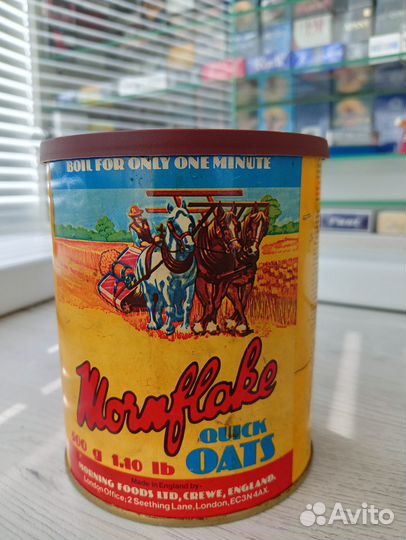 BOIL FOR ONLY ONE MINUTE
Mornflake
500 g 1.10 lb
QUICK
OATS
Made in England by-
MORNING FOODS LTD, CREWE, ENGLAND.
London Office; 2 Seething Lane, London, EC3N 4AX.
Avito